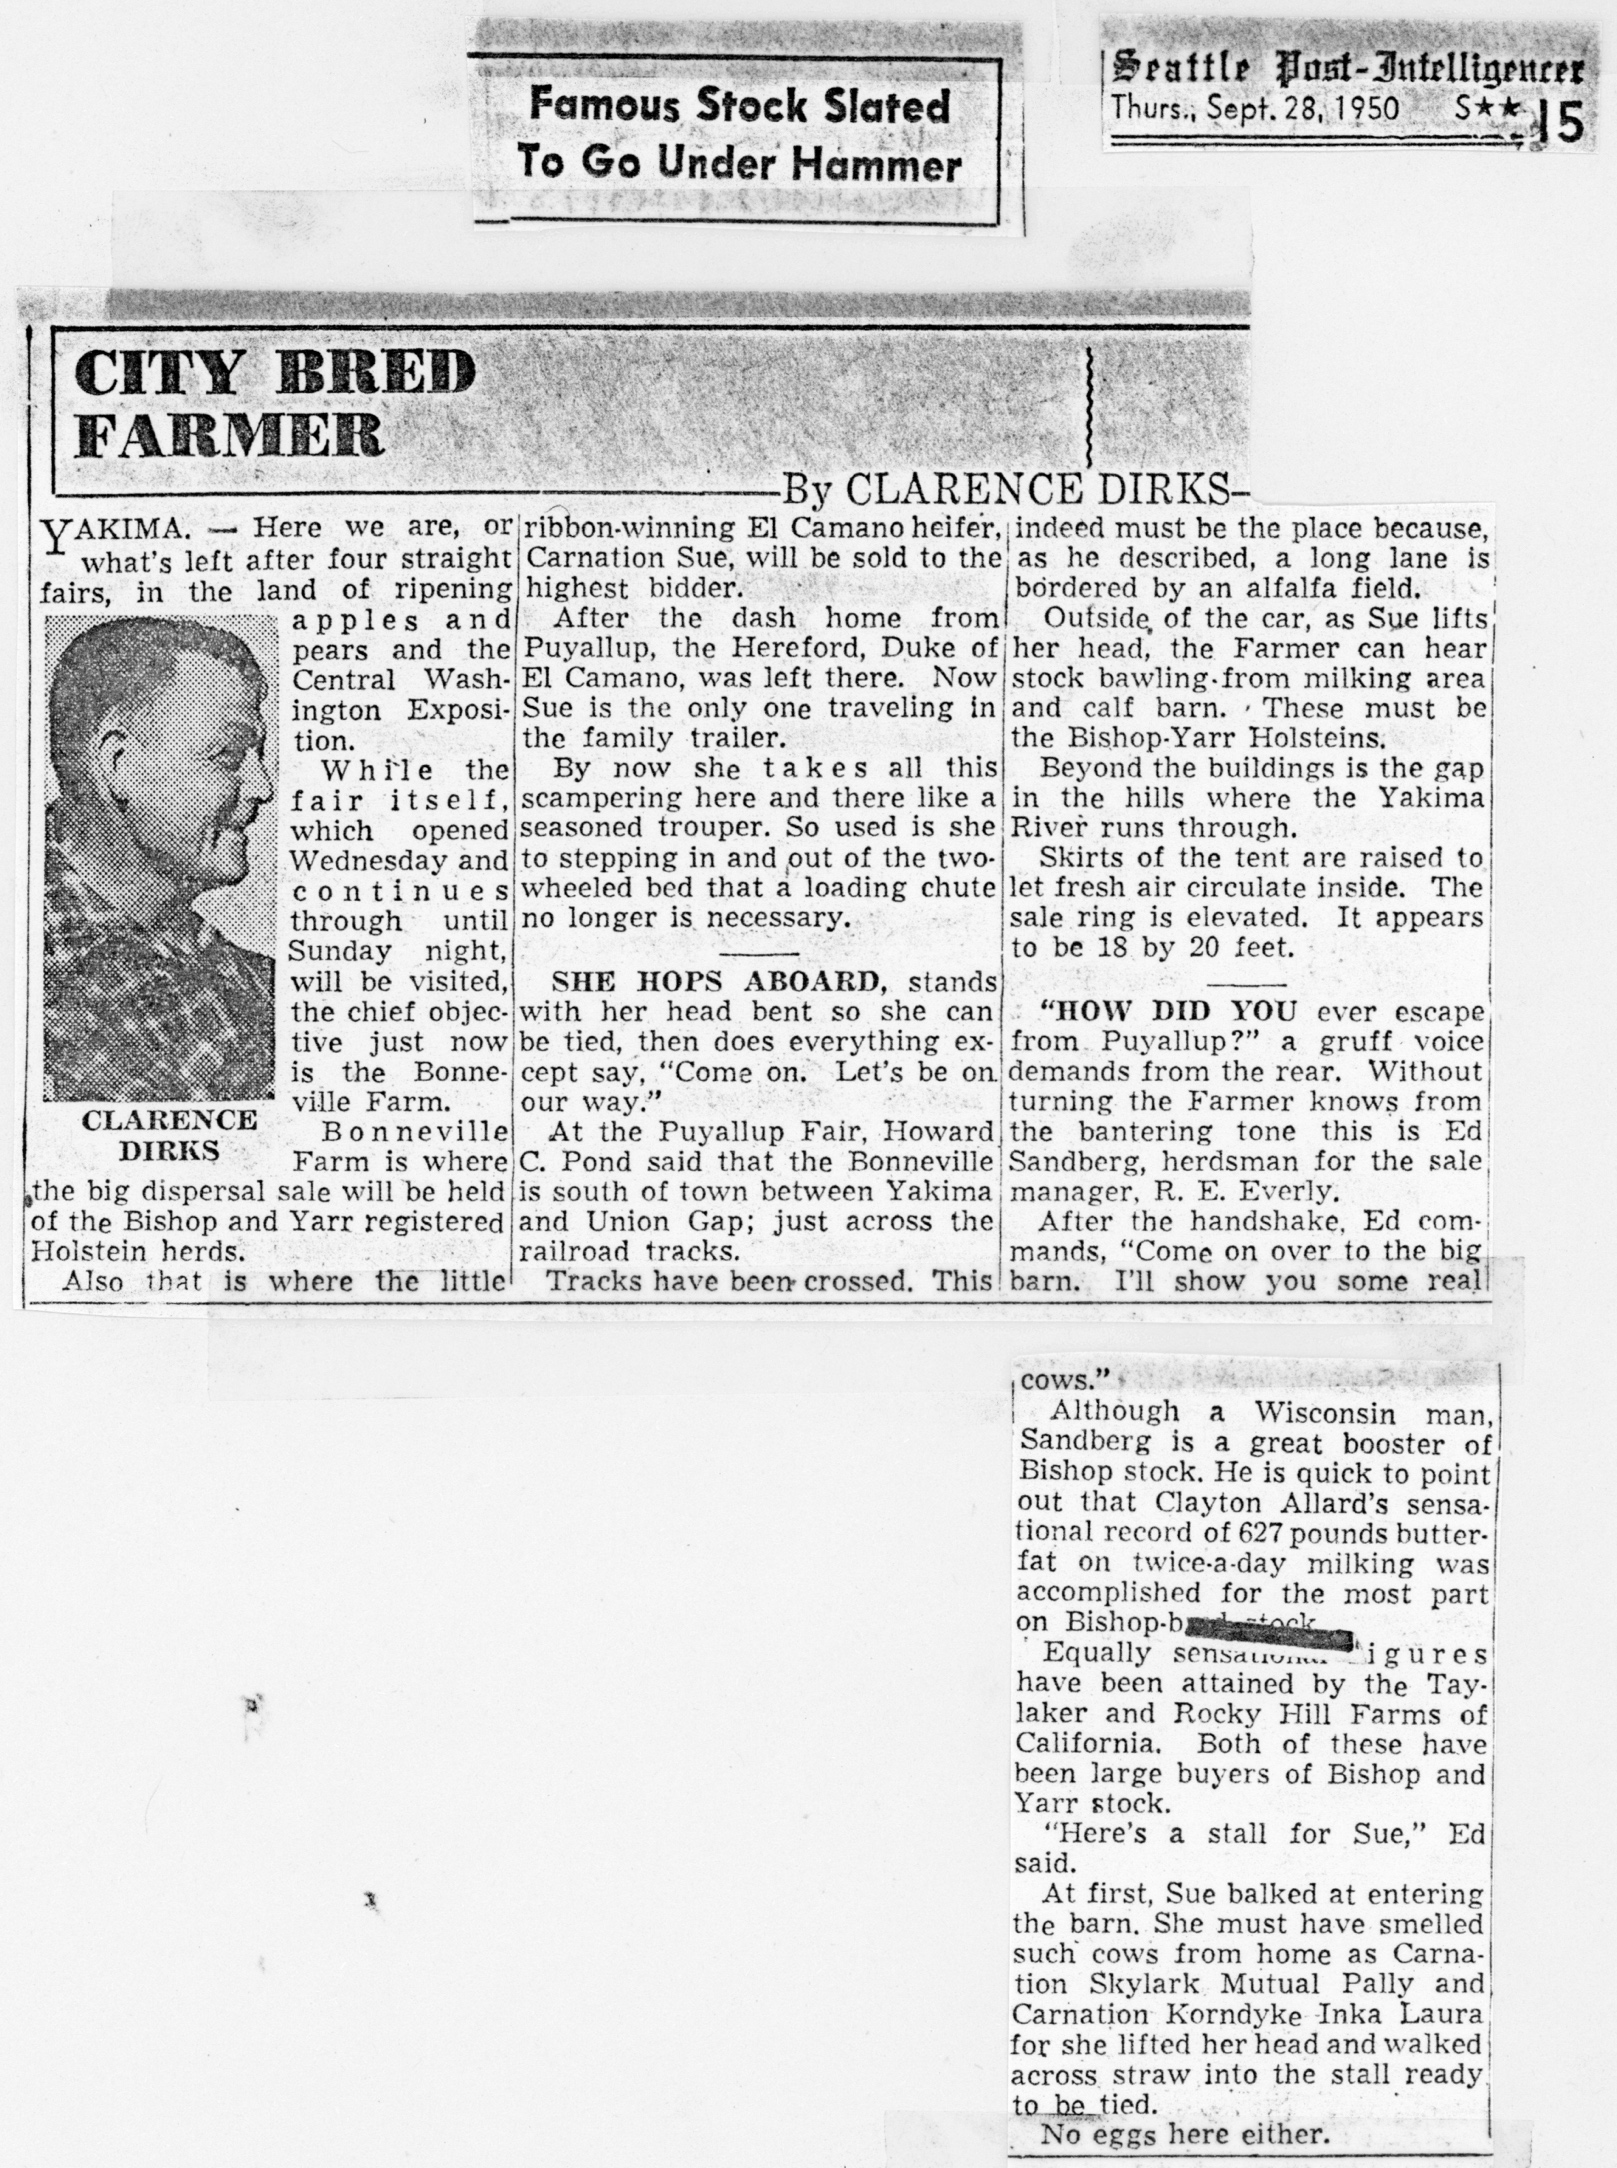 Famous Stock Slated
To Go Under Hammer
Seattle Post-Intelligencer
Thurs., Sept. 28, 1950 S★★ 15
CITY BRED
FARMER
By CLARENCE DIRKS
YAKIMA. — Here we are, or
what's left after four straight
fairs, in the land of ripening
apples and
pears and the
Central Wash-
ington Exposi-
tion.
While the
fair itself,
which opened
Wednesday and
continues
through until
Sunday night,
will be visited,
the chief objec-
tive just now
is the Bonne-
ville Farm.
Bonneville
Farm is where
CLARENCE
DIRKS
the big dispersal sale will be held
of the Bishop and Yarr registered
Holstein herds.
Also that is where the little
ribbon-winning El Camano heifer,
Carnation Sue, will be sold to the
highest bidder.
After the dash home from
Puyallup, the Hereford, Duke of
El Camano, was left there. Now
Sue is the only one traveling in
the family trailer.
By now she takes all this
scampering here and there like a
seasoned trouper. So used is she
to stepping in and out of the two-
wheeled bed that a loading chute
no longer is necessary.
SHE HOPS ABOARD, stands
with her head bent so she can
be tied, then does everything ex-
cept say, "Come on. Let's be on
our way."
At the Puyallup Fair, Howard
C. Pond said that the Bonneville
is south of town between Yakima
and Union Gap; just across the
railroad tracks.
Tracks have been crossed. This
indeed must be the place because,
as he described, a long lane is
bordered by an alfalfa field.
Outside of the car, as Sue lifts
her head, the Farmer can hear
stock bawling from milking area
and calf barn. These must be
the Bishop-Yarr Holsteins.
Beyond the buildings is the gap
in the hills where the Yakima
River runs through.
Skirts of the tent are raised to
let fresh air circulate inside. The
sale ring is elevated. It appears
to be 18 by 20 feet.
"HOW DID YOU ever escape
from Puyallup?" a gruff voice
demands from the rear. Without
turning the Farmer knows from
the bantering tone this is Ed
Sandberg, herdsman for the sale
manager, R. E. Everly.
After the handshake, Ed com-
mands, "Come on over to the big
barn. I'll show you some real
cows."
Although a Wisconsin man,
Sandberg is a great booster of
Bishop stock. He is quick to point
out that Clayton Allard's sensa-
tional record of 627 pounds butter-
fat on twice-a-day milking was
accomplished for the most part
on Bishop-bred stock
Equally sensational figures
have been attained by the Tay-
laker and Rocky Hill Farms of
California. Both of these have
been large buyers of Bishop and
Yarr stock.
"Here's a stall for Sue," Ed
said.
At first, Sue balked at entering
the barn. She must have smelled
such cows from home as Carna-
tion Skylark Mutual Pally and
Carnation Korndyke Inka Laura
for she lifted her head and walked
across straw into the stall ready
to be tied.
No eggs here either.